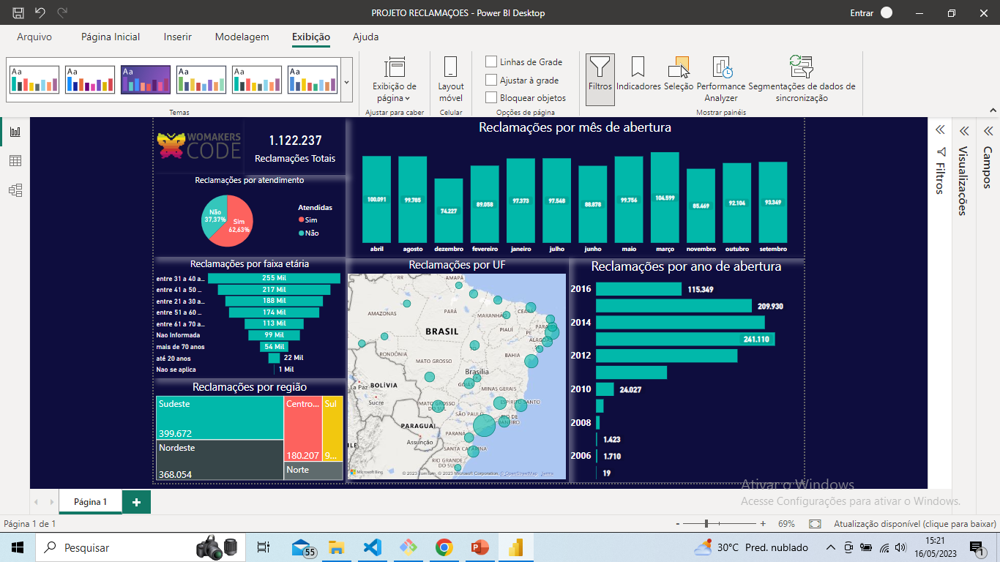 PROJETO RECLAMAÇOES - Power BI Desktop
Entrar
Arquivo
Página Inicial
Inserir
Modelagem
Exibição
Ajuda
Aa Aa Aa Aa Aa Aa
Temas
Exibição de página
Ajustar para caber
Layout móvel
Celular
Linhas de Grade
Ajustar à grade
Bloquear objetos
Opções de página
Filtros
Indicadores
Seleção
Performance Analyzer
Segmentações de dados de sincronização
Mostrar painéis
WOMAKERS
CODE
1.122.237
Reclamações Totais
Reclamações por atendimento
Não
37,37%
Sim
62,63%
Atendidas
Sim
Não
Reclamações por mês de abertura
100.091
99.785
74.227
89.058
97.373
97.548
88.878
99.756
104.599
85.469
92.104
93.349
abril
agosto
dezembro
fevereiro
janeiro
julho
junho
maio
março
novembro
outubro
setembro
Reclamações por faixa etária
entre 31 a 40 a... 255 Mil
entre 41 a 50 ... 217 Mil
entre 21 a 30 a... 188 Mil
entre 51 a 60 ... 174 Mil
entre 61 a 70 a... 113 Mil
Nao Informada 99 Mil
mais de 70 anos 54 Mil
até 20 anos 22 Mil
Nao se aplica 1 Mil
Reclamações por região
Sudeste
399.672
Nordeste
368.054
Centro...
180.207
Sul
9...
Norte
Reclamações por UF
RR
AMAPÁ
AMAZONAS
PARÁ
MARANHÃO
CEARÁ
BRASIL
PIAUÍ
PE
RONDÔNIA
TO
BAHIA
MATO GROSSO
Brasília
GOIÁS
La Paz
BOLÍVIA
MINAS GERAIS
Sucre
MATO GROSSO
DO SUL
ESPÍRITO SANTO
SÃO PAULO
RIO DE
JANEIRO
PARAGUAI
PARANÁ
Assunção
SANTA CATARINA
RIO GRANDE
DO SUL
Microsoft Bing
© 2023 TomTom, © 2023 Microsoft Corporation, © OpenStreetMap Terms
Reclamações por ano de abertura
2016 115.349
209.930
2014
241.110
2012
2010 24.027
2008
1.423
2006 1.710
19
Filtros
Visualizações
Campos
Ativar o Windows
Acesse Configurações para ativar o Windows.
Página 1
Página 1 de 1
69%
Atualização disponível (clique para baixar)
Pesquisar
55
30°C Pred. nublado
15:21
16/05/2023
1